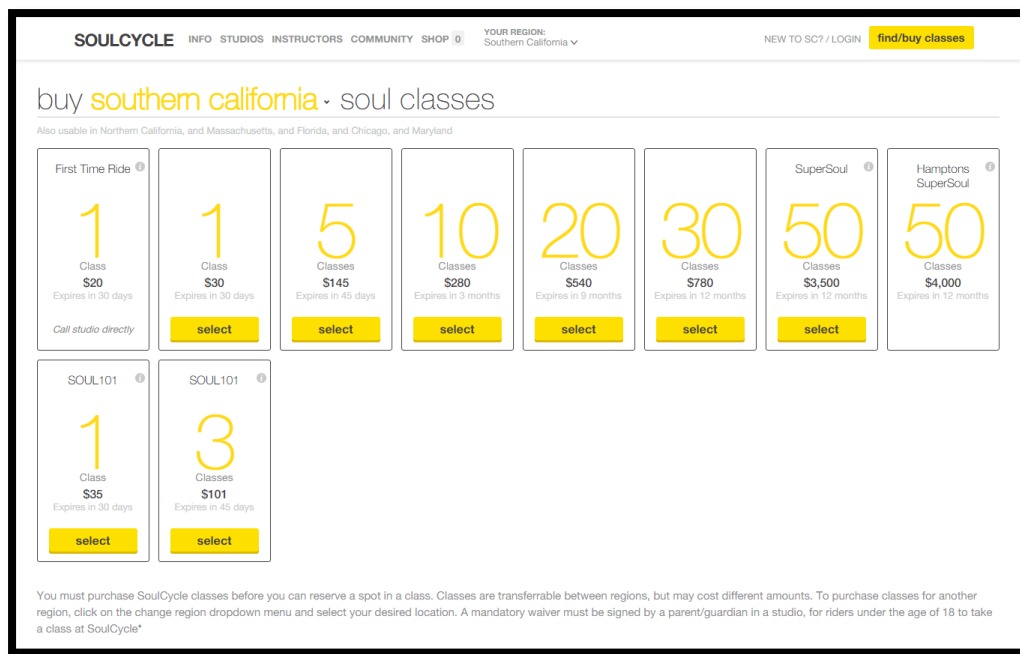 SOULCYCLE INFO STUDIOS INSTRUCTORS COMMUNITY SHOP 0
YOUR REGION:
Southern California
NEW TO SC? / LOGIN find/buy classes
buy southern california soul classes
Also usable in Northern California, and Massachusetts, and Florida, and Chicago, and Maryland
First Time Ride
1
Class
$20
Expires in 30 days
Call studio directly
1
Class
$30
Expires in 30 days
select
5
Classes
$145
Expires in 45 days
select
10
Classes
$280
Expires in 3 months
select
20
Classes
$540
Expires in 9 months
select
30
Classes
$780
Expires in 12 months
select
SuperSoul
50
Classes
$3,500
Expires in 12 months
select
Hamptons
SuperSoul
50
Classes
$4,000
Expires in 12 months
SOUL101
1
Class
$35
Expires in 30 days
select
SOUL101
3
Classes
$101
Expires in 45 days
select
You must purchase SoulCycle classes before you can reserve a spot in a class. Classes are transferrable between regions, but may cost different amounts. To purchase classes for another
region, click on the change region dropdown menu and select your desired location. A mandatory waiver must be signed by a parent/guardian in a studio, for riders under the age of 18 to take
a class at SoulCycle*